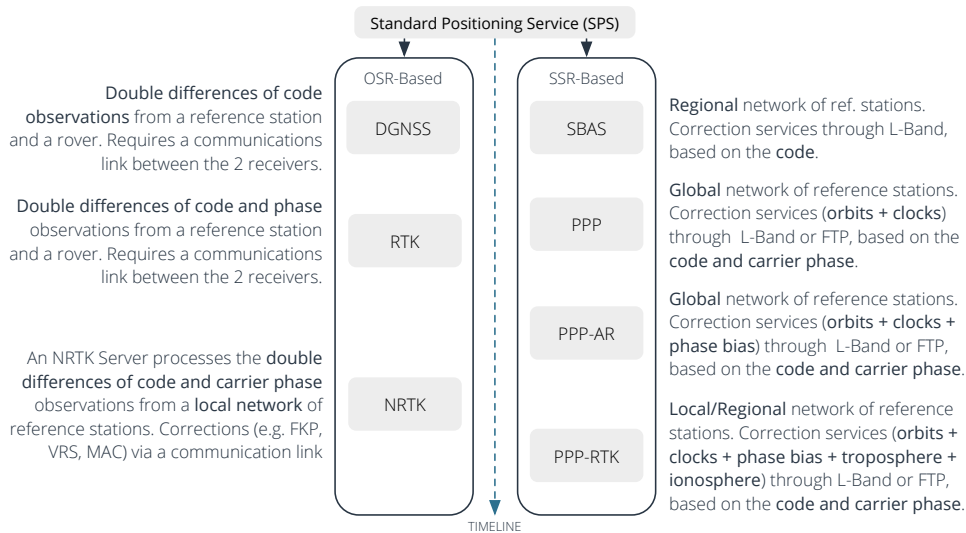 Standard Positioning Service (SPS)
OSR-Based
Double differences of code
observations from a reference station
and a rover. Requires a communications
link between the 2 receivers.
DGNSS
Double differences of code and phase
observations from a reference station
and a rover. Requires a communications
link between the 2 receivers.
RTK
An NRTK Server processes the double
differences of code and carrier phase
observations from a local network of
reference stations. Corrections (e.g. FKP,
VRS, MAC) via a communication link
NRTK
SSR-Based
SBAS
Regional network of ref. stations.
Correction services through L-Band,
based on the code.
PPP
Global network of reference stations.
Correction services (orbits + clocks)
through L-Band or FTP, based on the
code and carrier phase.
PPP-AR
Global network of reference stations.
Correction services (orbits + clocks +
phase bias) through L-Band or FTP,
based on the code and carrier phase.
PPP-RTK
Local/Regional network of reference
stations. Correction services (orbits +
clocks + phase bias + troposphere +
ionosphere) through L-Band or FTP,
based on the code and carrier phase.
TIMELINE